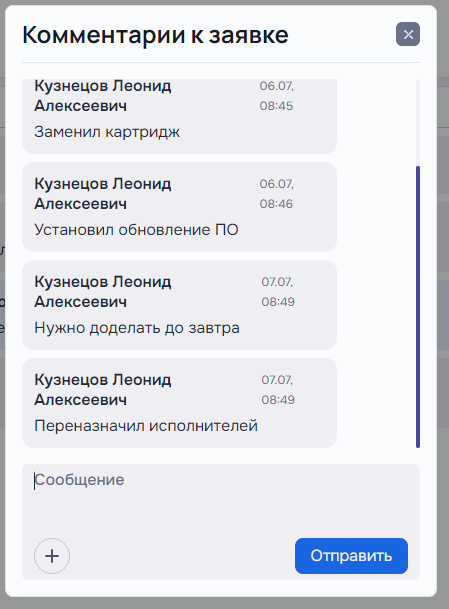 Комментарии к заявке
Кузнецов Леонид 06.07,
Алексеевич 08:45
Заменил картридж
Кузнецов Леонид 06.07,
Алексеевич 08:46
Установил обновление ПО
Кузнецов Леонид 07.07,
Алексеевич 08:49
Нужно доделать до завтра
Кузнецов Леонид 07.07,
Алексеевич 08:49
Переназначил исполнителей
Сообщение
Отправить